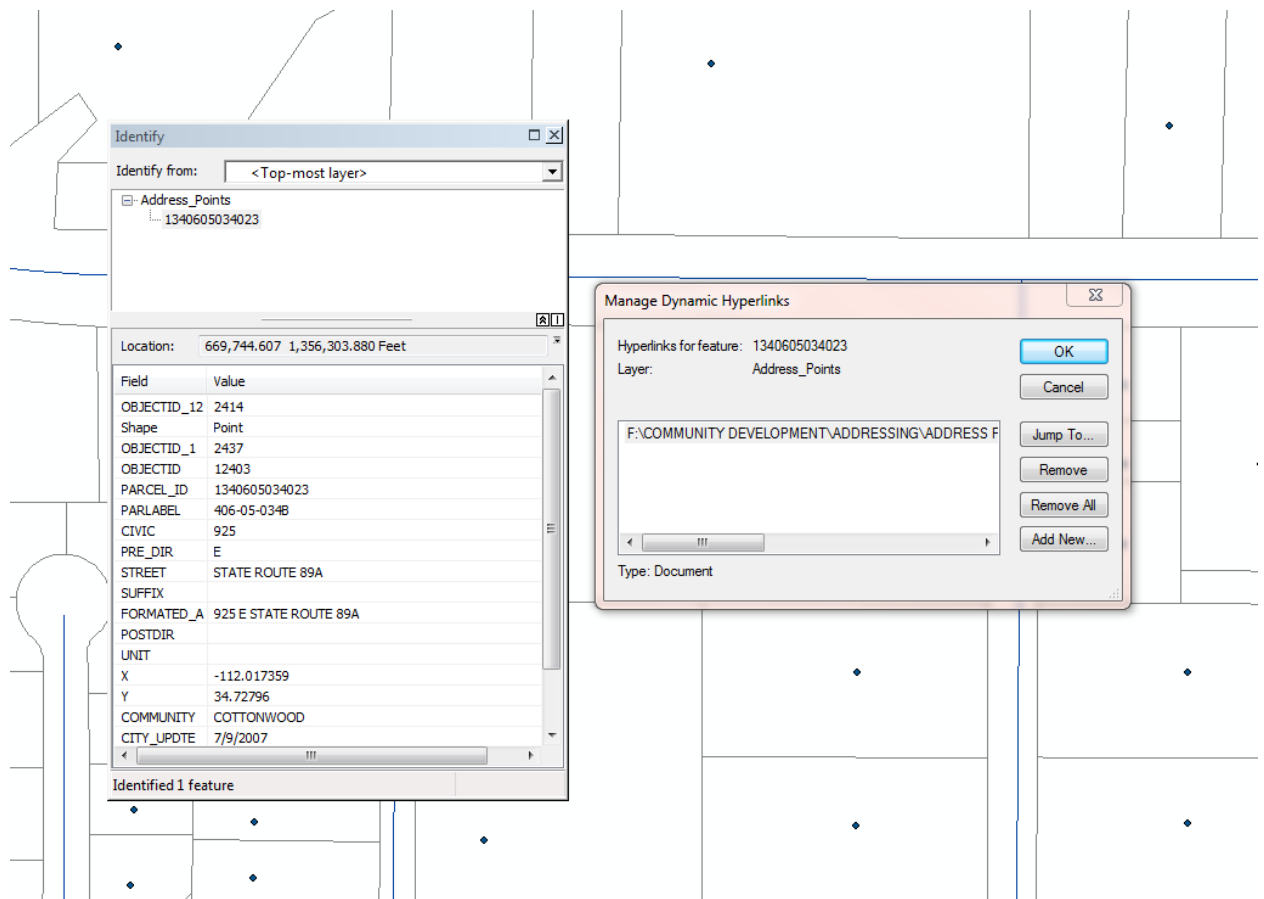 Identify
Identify from: <Top-most layer>
Address_Points
1340605034023
Location: 669,744.607 1,356,303.880 Feet
Field Value
OBJECTID_12 2414
Shape Point
OBJECTID_1 2437
OBJECTID 12403
PARCEL_ID 1340605034023
PARLABEL 406-05-034B
CIVIC 925
PRE_DIR E
STREET STATE ROUTE 89A
SUFFIX
FORMATED_A 925 E STATE ROUTE 89A
POSTDIR
UNIT
X -112.017359
Y 34.72796
COMMUNITY COTTONWOOD
CITY_UPDTE 7/9/2007
Identified 1 feature
Manage Dynamic Hyperlinks
Hyperlinks for feature: 1340605034023
Layer: Address_Points
OK
Cancel
F:\COMMUNITY DEVELOPMENT\ADDRESSING\ADDRESS F
Jump To...
Remove
Remove All
Add New...
Type: Document